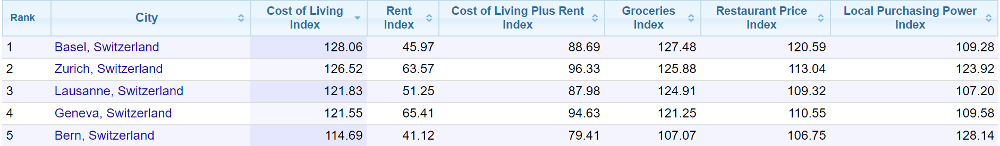 Rank City Cost of Living Index Rent Index Cost of Living Plus Rent Index Groceries Index Restaurant Price Index Local Purchasing Power Index
1 Basel, Switzerland 128.06 45.97 88.69 127.48 120.59 109.28
2 Zurich, Switzerland 126.52 63.57 96.33 125.88 113.04 123.92
3 Lausanne, Switzerland 121.83 51.25 87.98 124.91 109.32 107.20
4 Geneva, Switzerland 121.55 65.41 94.63 121.25 110.55 109.58
5 Bern, Switzerland 114.69 41.12 79.41 107.07 106.75 128.14